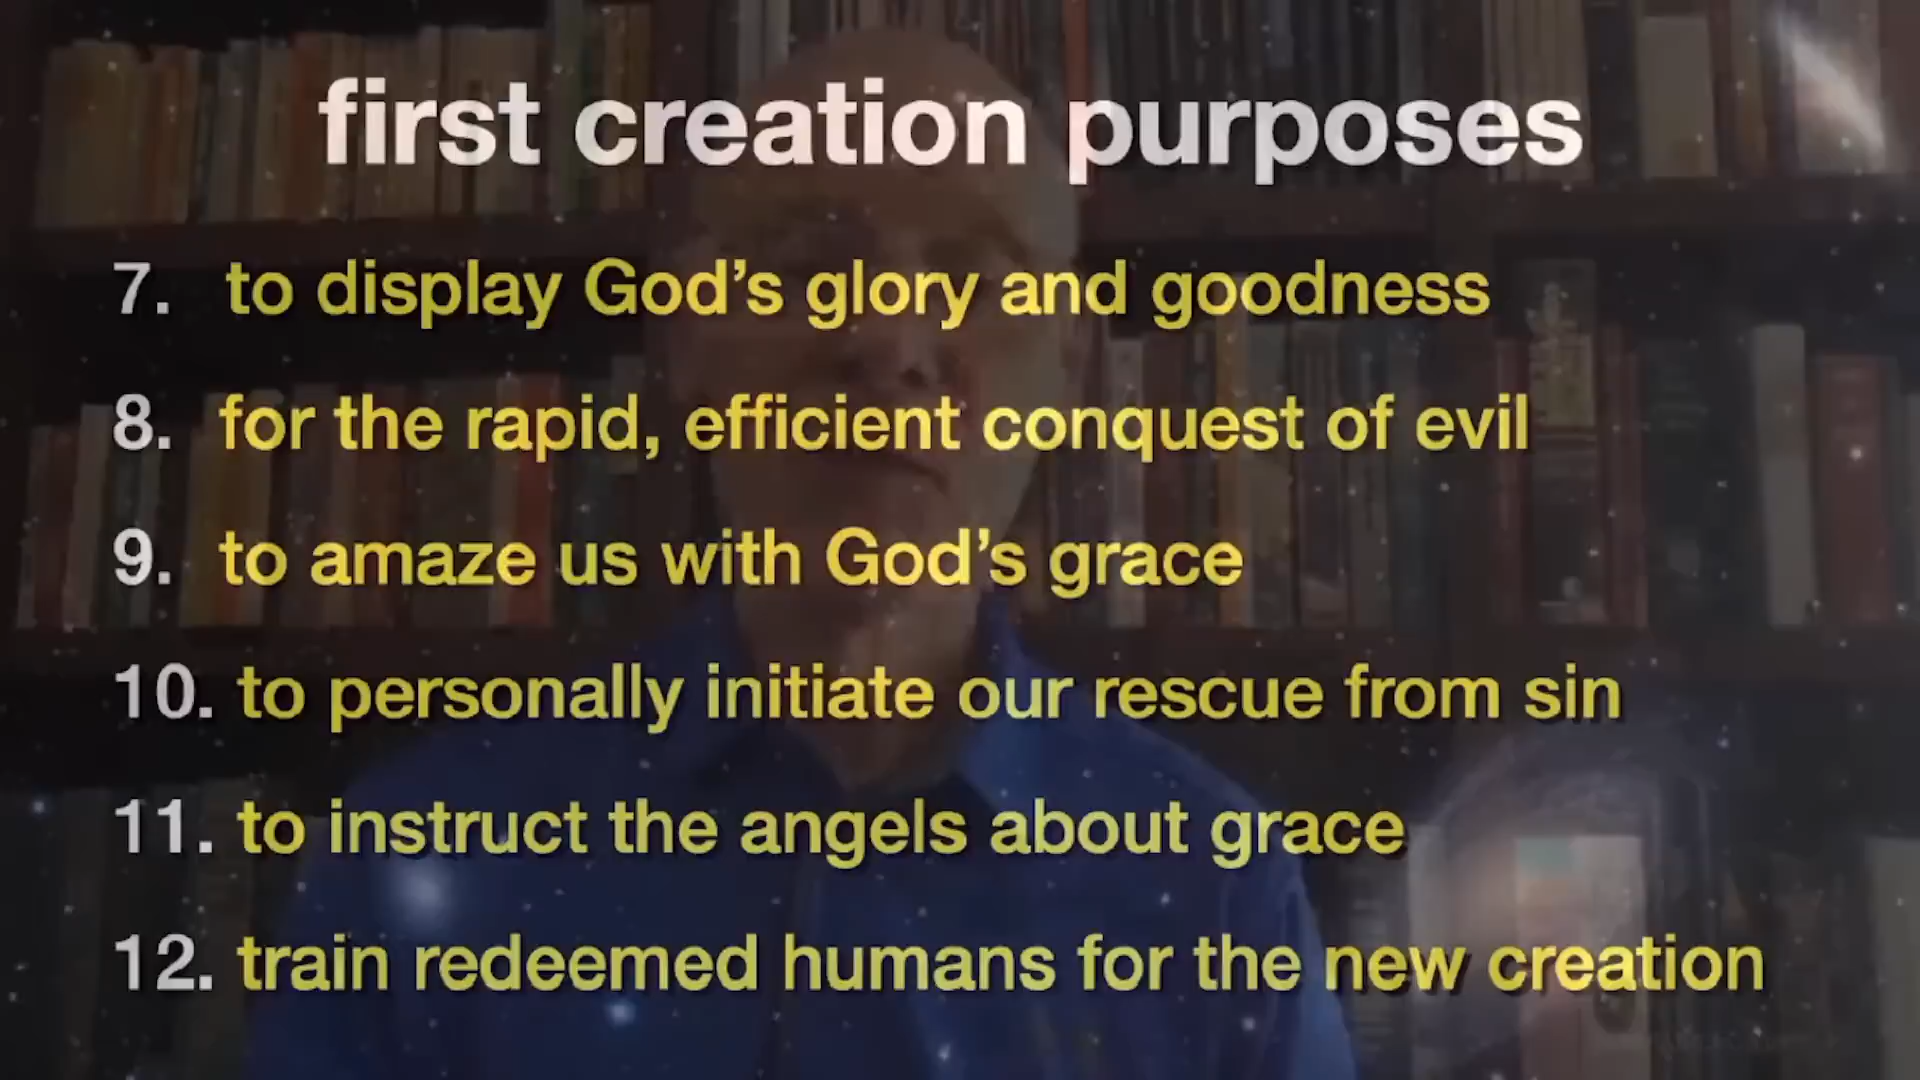 first creation purposes
7. to display God's glory and goodness
8. for the rapid, efficient conquest of evil
9. to amaze us with God's grace
10. to personally initiate our rescue from sin
11. to instruct the angels about grace
12. train redeemed humans for the new creation